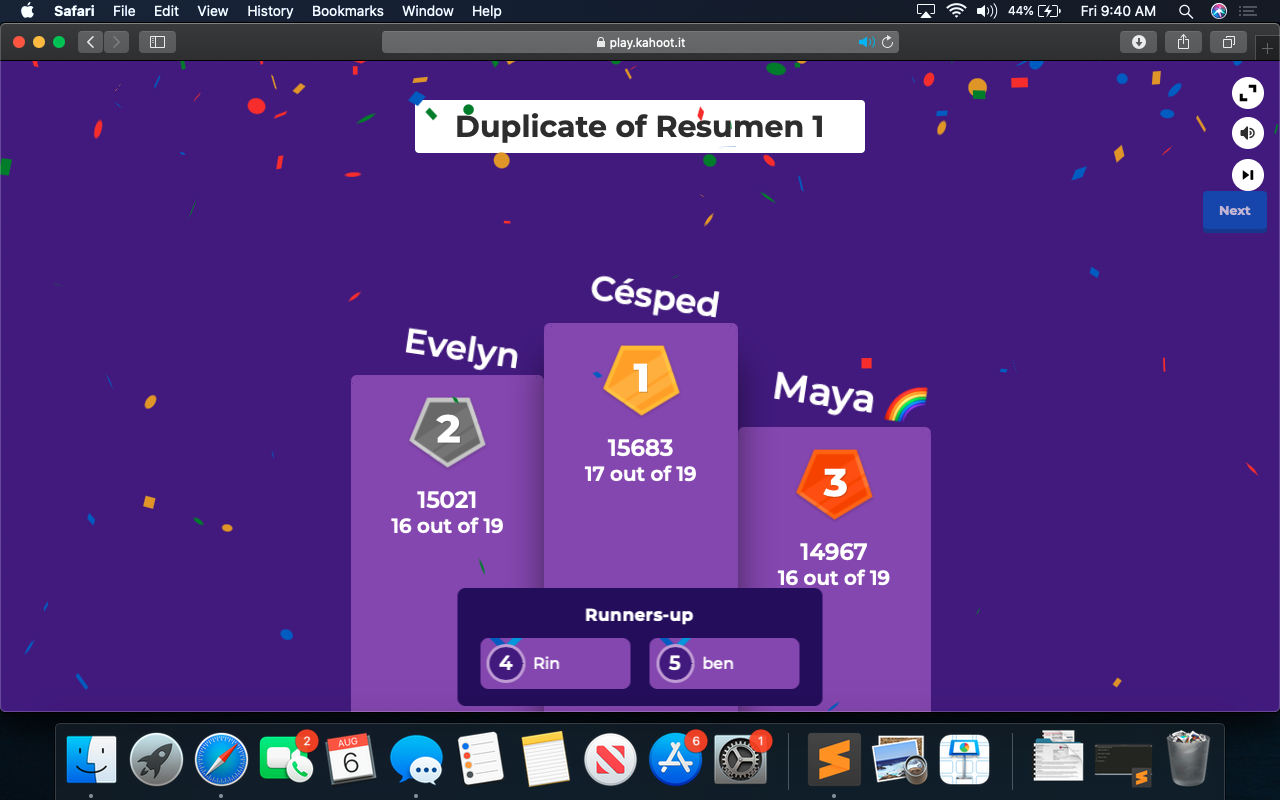 Safari File Edit View History Bookmarks Window Help 44% Fri 9:40 AM
play.kahoot.it
Duplicate of Resumen 1
Next
Césped
Evelyn
Maya 🌈
1
15683
17 out of 19
2
15021
16 out of 19
3
14967
16 out of 19
Runners-up
4 Rin
5 ben
2
AUG
6
6
1